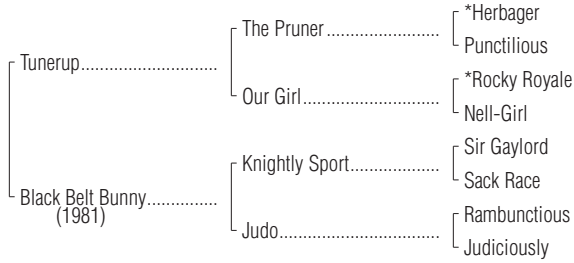 *Herbager
The Pruner
Punctilious
Tunerup
*Rocky Royale
Our Girl
Nell-Girl
Sir Gaylord
Knightly Sport
Sack Race
Black Belt Bunny
(1981)
Rambunctious
Judo
Judiciously